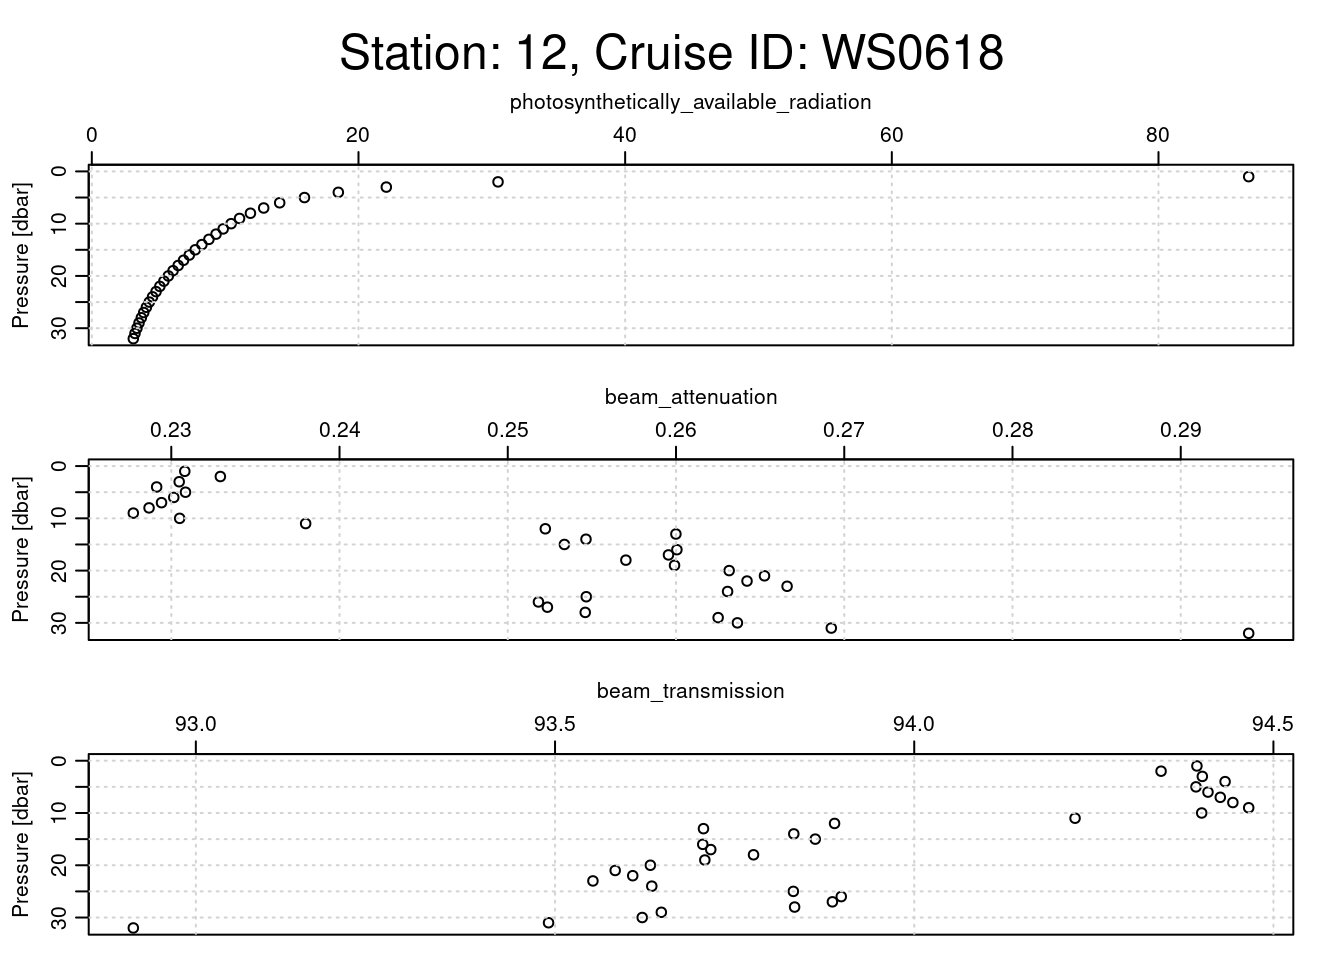 Station: 12, Cruise ID: WS0618
photosynthetically_available_radiation
0 20 40 60 80
Pressure [dbar]
0
10
20
30
beam_attenuation
0.23 0.24 0.25 0.26 0.27 0.28 0.29
Pressure [dbar]
0
10
20
30
beam_transmission
93.0 93.5 94.0 94.5
Pressure [dbar]
0
10
20
30